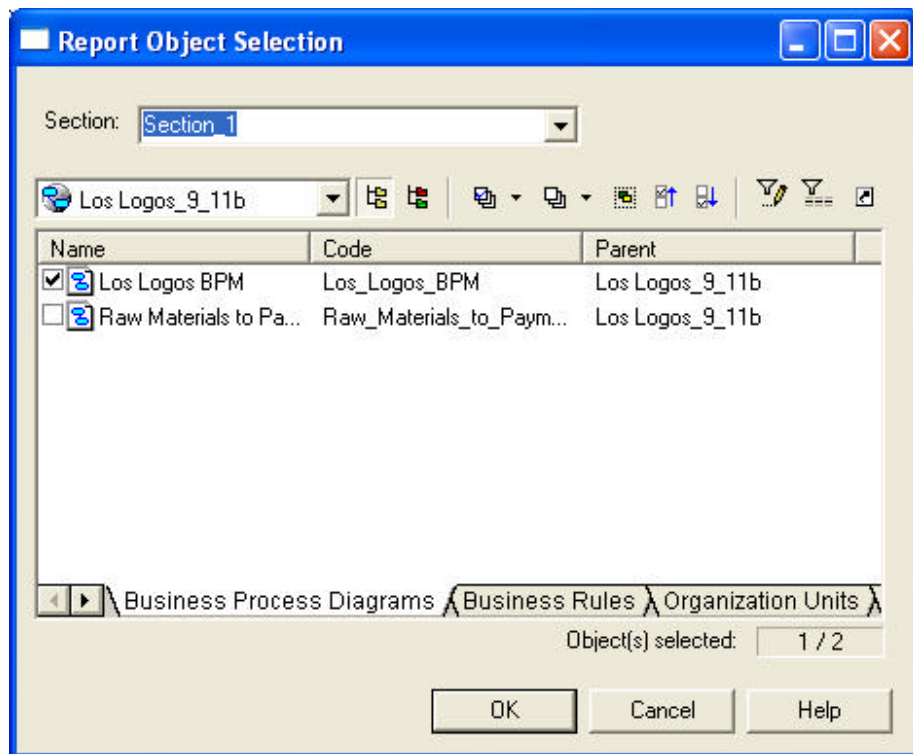 Report Object Selection
Section: Section_1
Los Logos_9_11b
Name Code Parent
Los Logos BPM Los_Logos_BPM Los Logos_9_11b
Raw Materials to Pa... Raw_Materials_to_Paym... Los Logos_9_11b
Business Process Diagrams Business Rules Organization Units
Object(s) selected: 1 / 2
OK Cancel Help